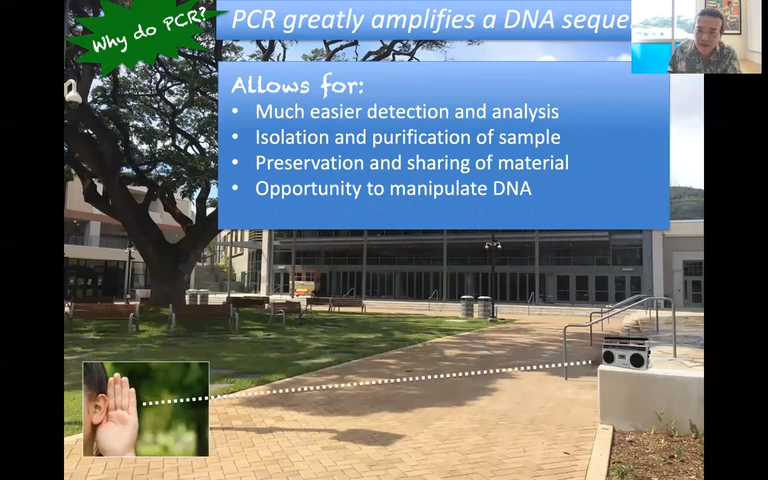 Why do PCR?
PCR greatly amplifies a DNA seque
Allows for:
• Much easier detection and analysis
• Isolation and purification of sample
• Preservation and sharing of material
• Opportunity to manipulate DNA